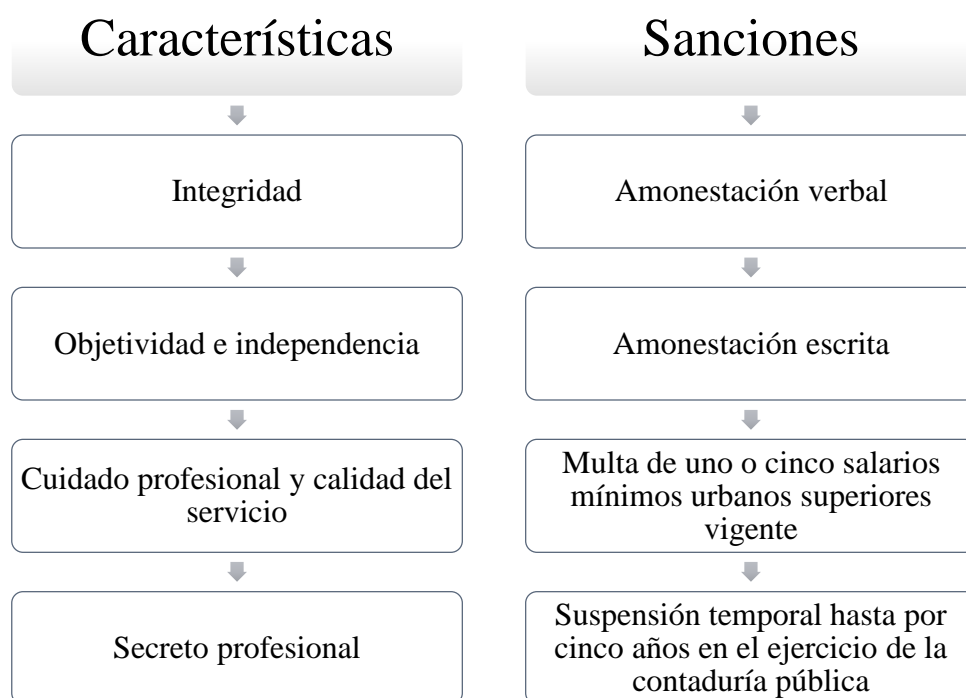 Características
Integridad
Objetividad e independencia
Cuidado profesional y calidad del
servicio
Secreto profesional
Sanciones
Amonestación verbal
Amonestación escrita
Multa de uno o cinco salarios
mínimos urbanos superiores
vigente
Suspensión temporal hasta por
cinco años en el ejercicio de la
contaduría pública